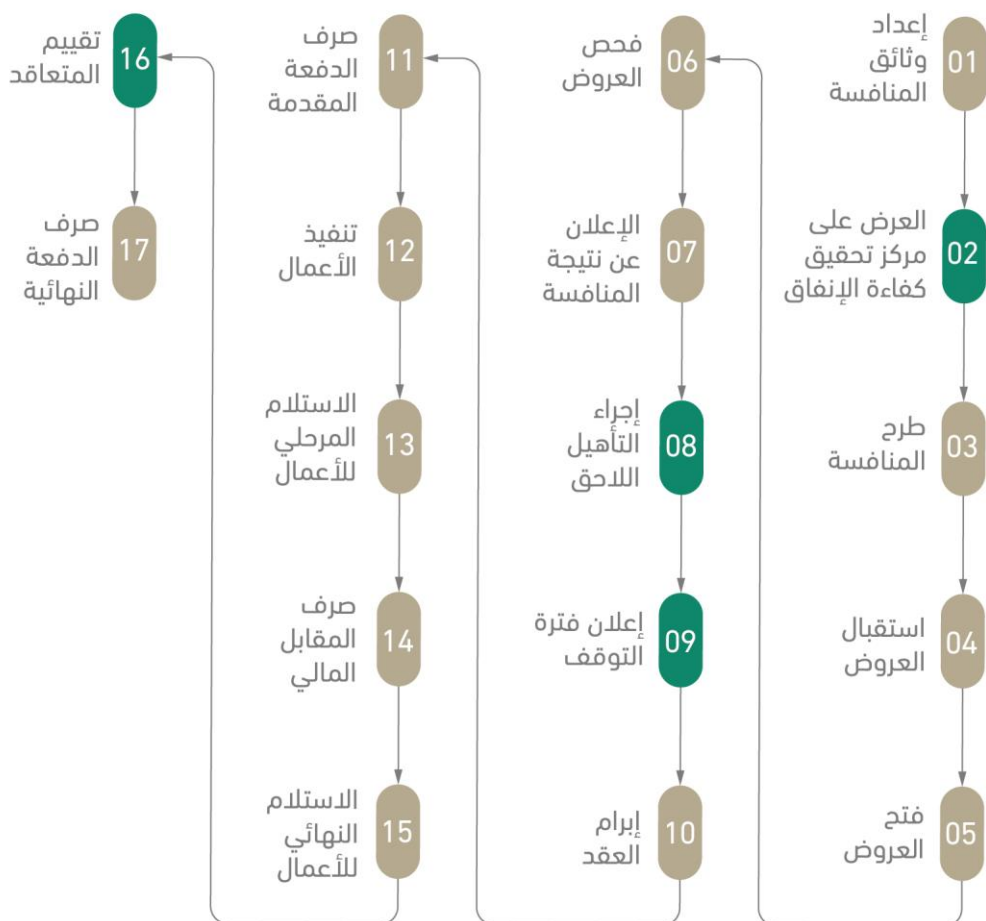 01
إعداد
وثائق
المنافسة
02
العرض على
مركز تحقيق
كفاءة الإنفاق
03
طرح
المنافسة
04
استقبال
العروض
05
فتح
العروض
06
فحص
العروض
07
الإعلان
عن نتيجة
المنافسة
08
إجراء
التأهيل
اللاحق
09
إعلان فترة
التوقف
10
إبرام
العقد
11
صرف
الدفعة
المقدمة
12
تنفيذ
الأعمال
13
الاستلام
المرحلي
للأعمال
14
صرف
المقابل
المالي
15
الاستلام
النهائي
للأعمال
16
تقييم
المتعاقد
17
صرف
الدفعة
النهائية